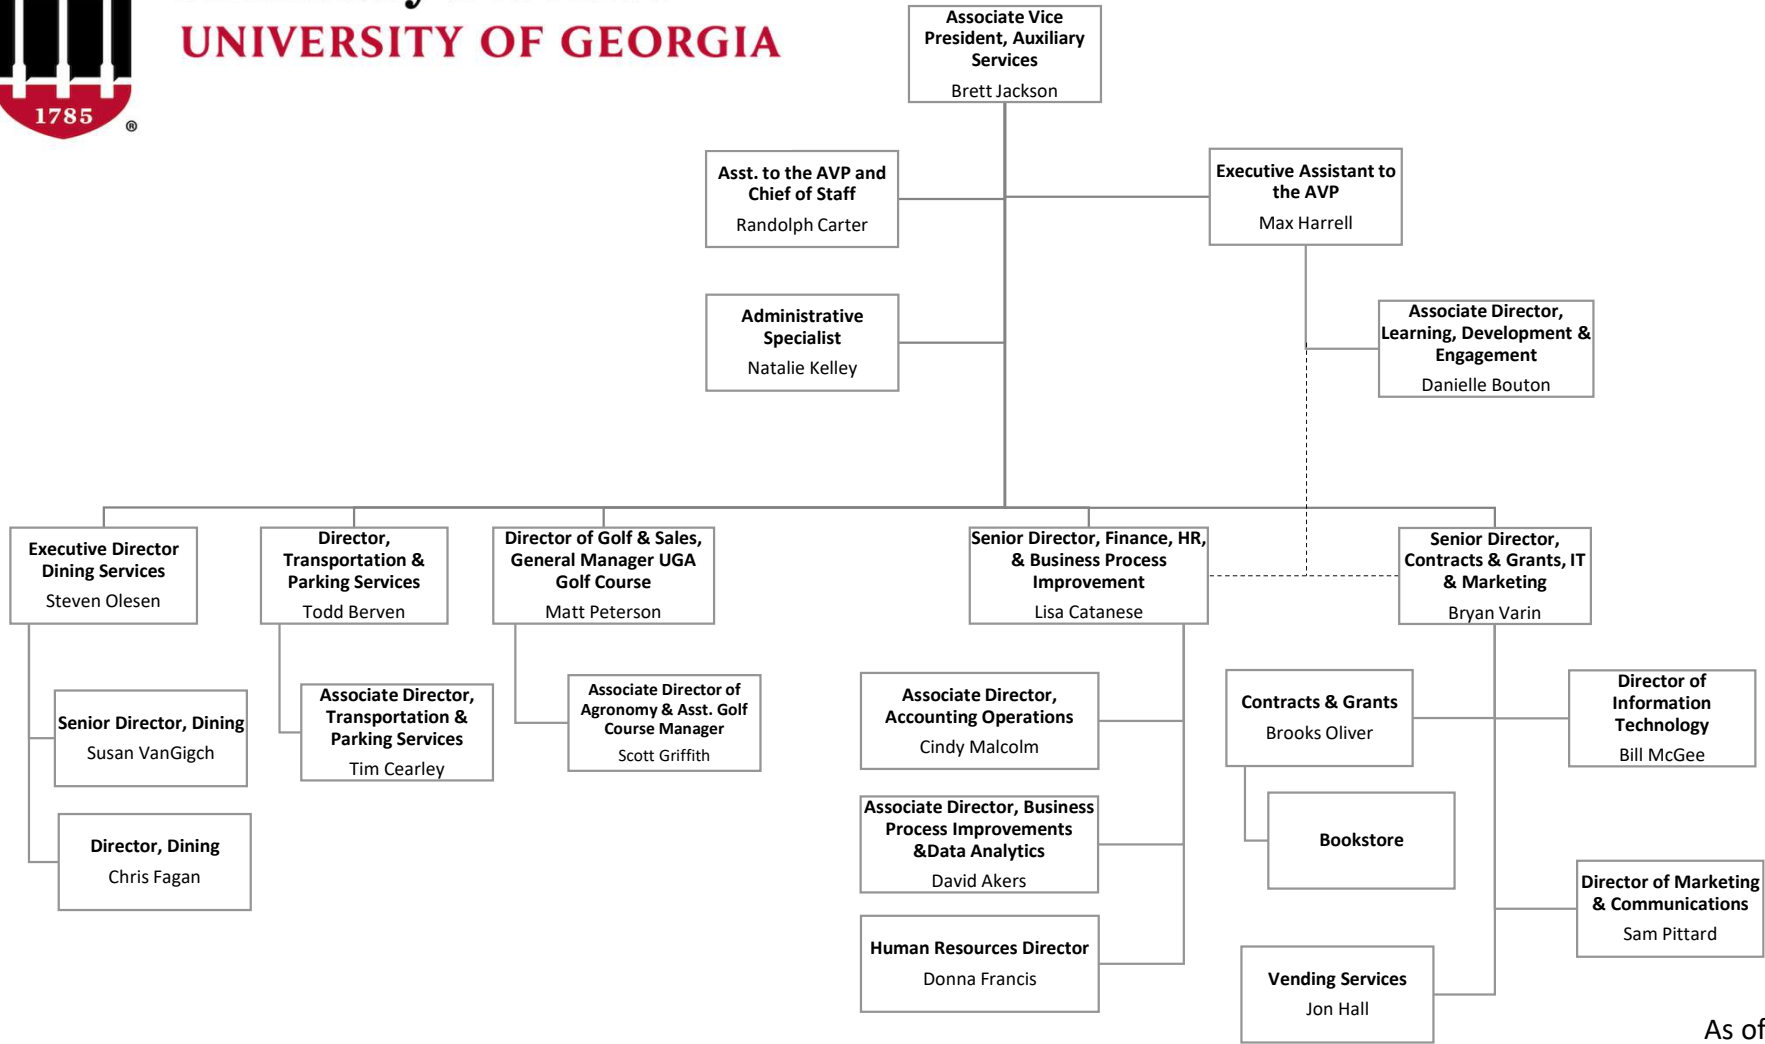 UNIVERSITY OF GEORGIA
1785
®
Associate Vice
President, Auxiliary
Services
Brett Jackson
Asst. to the AVP and
Chief of Staff
Randolph Carter
Executive Assistant to
the AVP
Max Harrell
Administrative
Specialist
Natalie Kelley
Associate Director,
Learning, Development &
Engagement
Danielle Bouton
Executive Director
Dining Services
Steven Olesen
Director,
Transportation &
Parking Services
Todd Berven
Director of Golf & Sales,
General Manager UGA
Golf Course
Matt Peterson
Senior Director, Finance, HR,
& Business Process
Improvement
Lisa Catanese
Senior Director,
Contracts & Grants, IT
& Marketing
Bryan Varin
Senior Director, Dining
Susan VanGigch
Associate Director,
Transportation &
Parking Services
Tim Cearley
Associate Director of
Agronomy & Asst. Golf
Course Manager
Scott Griffith
Associate Director,
Accounting Operations
Cindy Malcolm
Contracts & Grants
Brooks Oliver
Director of
Information
Technology
Bill McGee
Director, Dining
Chris Fagan
Associate Director, Business
Process Improvements
&Data Analytics
David Akers
Bookstore
Director of Marketing
& Communications
Sam Pittard
Human Resources Director
Donna Francis
Vending Services
Jon Hall
As of